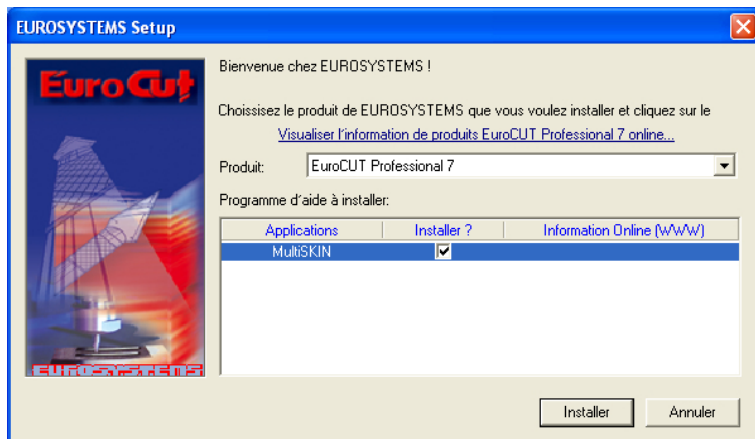 EUROSYSTEMS Setup
EuroCut
Bienvenue chez EUROSYSTEMS !
Choissisez le produit de EUROSYSTEMS que vous voulez installer et cliquez sur le
Visualiser l'information de produits EuroCUT Professional 7 online...
Produit: EuroCUT Professional 7
Programme d'aide à installer:
Applications Installer ? Information Online (WWW)
MultiSKIN
EUROSYSTEMS
Installer Annuler